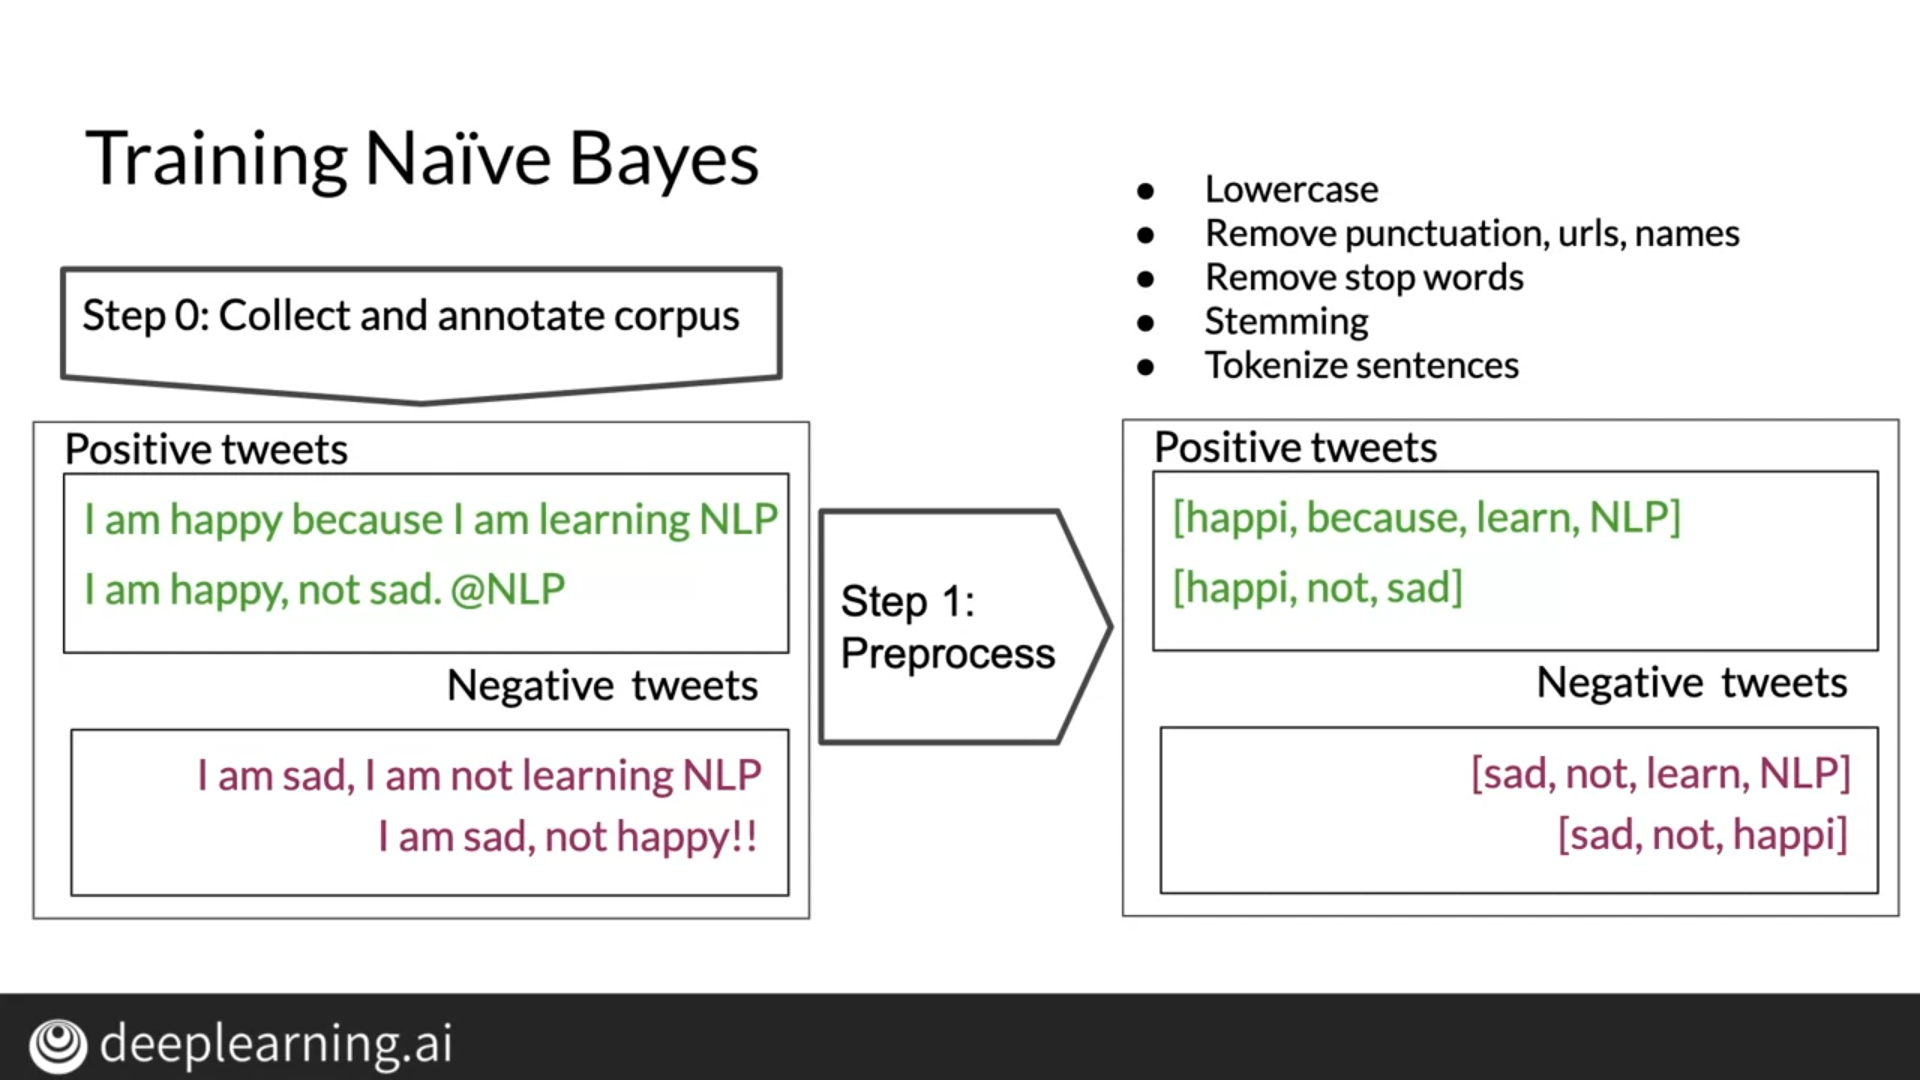 Training Naïve Bayes
Step 0: Collect and annotate corpus
Positive tweets
I am happy because I am learning NLP
I am happy, not sad. @NLP
Negative tweets
I am sad, I am not learning NLP
I am sad, not happy!!
Step 1:
Preprocess
● Lowercase
● Remove punctuation, urls, names
● Remove stop words
● Stemming
● Tokenize sentences
Positive tweets
[happi, because, learn, NLP]
[happi, not, sad]
Negative tweets
[sad, not, learn, NLP]
[sad, not, happi]
deeplearning.ai